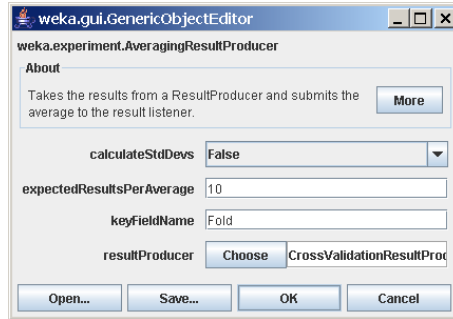 weka.gui.GenericObjectEditor
weka.experiment.AveragingResultProducer
About
Takes the results from a ResultProducer and submits the
average to the result listener.
More
calculateStdDevs False
expectedResultsPerAverage 10
keyFieldName Fold
resultProducer Choose CrossValidationResultProd
Open... Save... OK Cancel